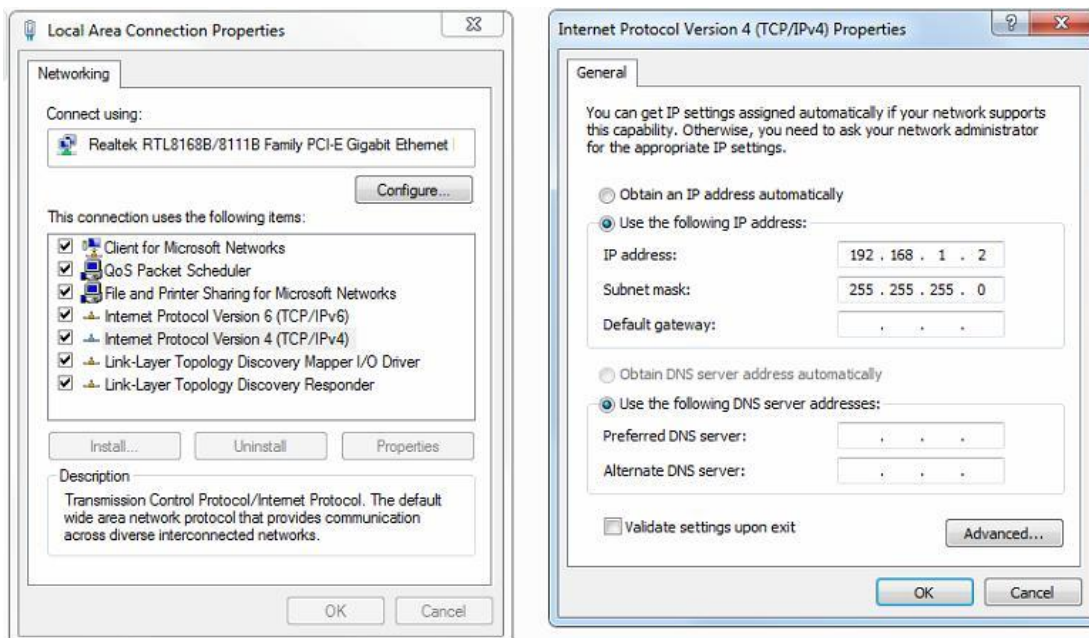 Local Area Connection Properties
Networking
Connect using:
Realtek RTL8168B/8111B Family PCI-E Gigabit Ethernet
Configure...
This connection uses the following items:
Client for Microsoft Networks
QoS Packet Scheduler
File and Printer Sharing for Microsoft Networks
Internet Protocol Version 6 (TCP/IPv6)
Internet Protocol Version 4 (TCP/IPv4)
Link-Layer Topology Discovery Mapper I/O Driver
Link-Layer Topology Discovery Responder
Install...
Uninstall
Properties
Description
Transmission Control Protocol/Internet Protocol. The default
wide area network protocol that provides communication
across diverse interconnected networks.
OK
Cancel
Internet Protocol Version 4 (TCP/IPv4) Properties
General
You can get IP settings assigned automatically if your network supports
this capability. Otherwise, you need to ask your network administrator
for the appropriate IP settings.
Obtain an IP address automatically
Use the following IP address:
IP address: 192 . 168 . 1 . 2
Subnet mask: 255 . 255 . 255 . 0
Default gateway: . . .
Obtain DNS server address automatically
Use the following DNS server addresses:
Preferred DNS server: . . .
Alternate DNS server: . . .
Validate settings upon exit
Advanced...
OK
Cancel